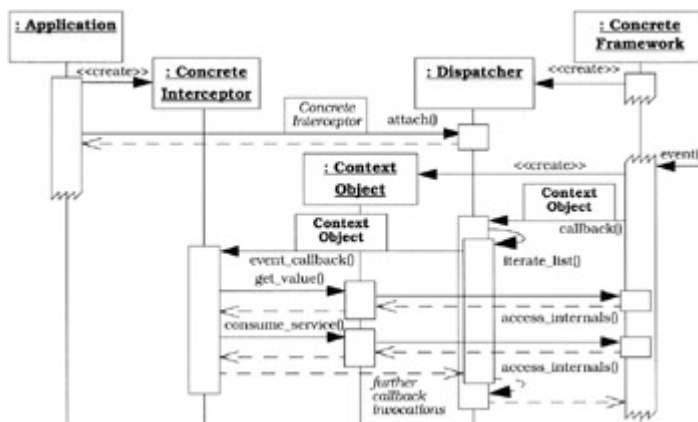 : Application
: Concrete
Framework
<<create>>
: Concrete
Interceptor
: Dispatcher
<<create>>
Concrete
Interceptor
attach()
: Context
Object
<<create>>
event()
Context
Object
Context
Object
callback()
event_callback()
iterate_list()
get_value()
access_internals()
consume_service()
access_internals()
further
callback
invocations